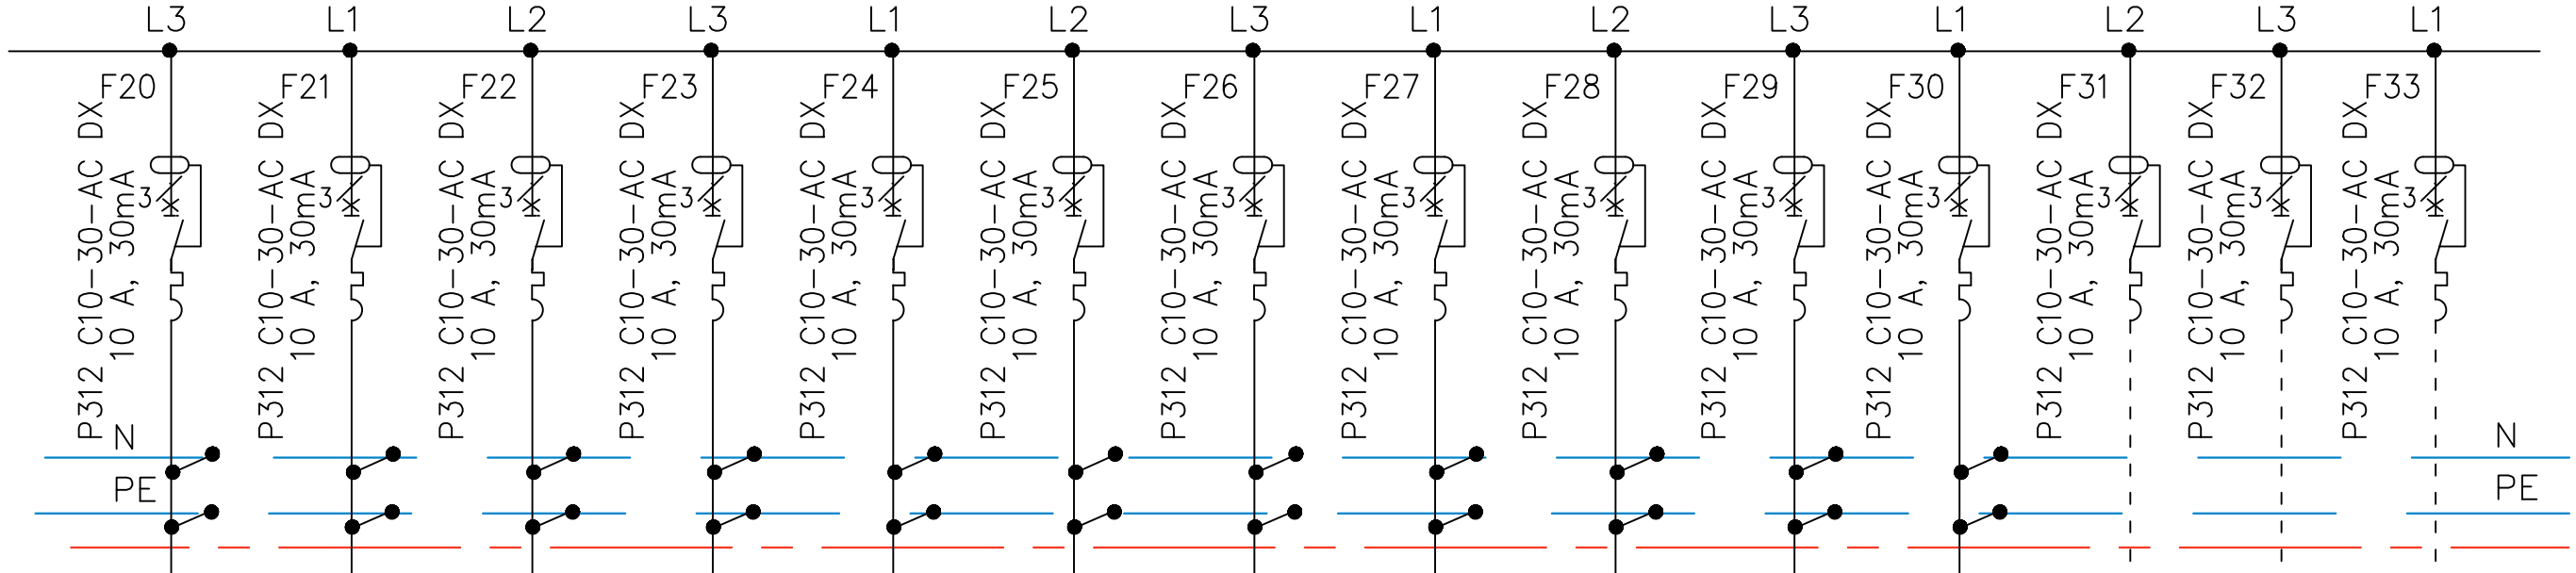 L3 L1 L2 L3 L1 L2 L3 L1 L2 L3 L1 L2 L3 L1
F20 F21 F22 F23 F24 F25 F26 F27 F28 F29 F30 F31 F32 F33
P312 C10-30-AC DX
10 A, 30mA
3
P312 C10-30-AC DX
10 A, 30mA
3
P312 C10-30-AC DX
10 A, 30mA
3
P312 C10-30-AC DX
10 A, 30mA
3
P312 C10-30-AC DX
10 A, 30mA
3
P312 C10-30-AC DX
10 A, 30mA
3
P312 C10-30-AC DX
10 A, 30mA
3
P312 C10-30-AC DX
10 A, 30mA
3
P312 C10-30-AC DX
10 A, 30mA
3
P312 C10-30-AC DX
10 A, 30mA
3
P312 C10-30-AC DX
10 A, 30mA
3
P312 C10-30-AC DX
10 A, 30mA
3
P312 C10-30-AC DX
10 A, 30mA
3
P312 C10-30-AC DX
10 A, 30mA
3
N N
PE PE